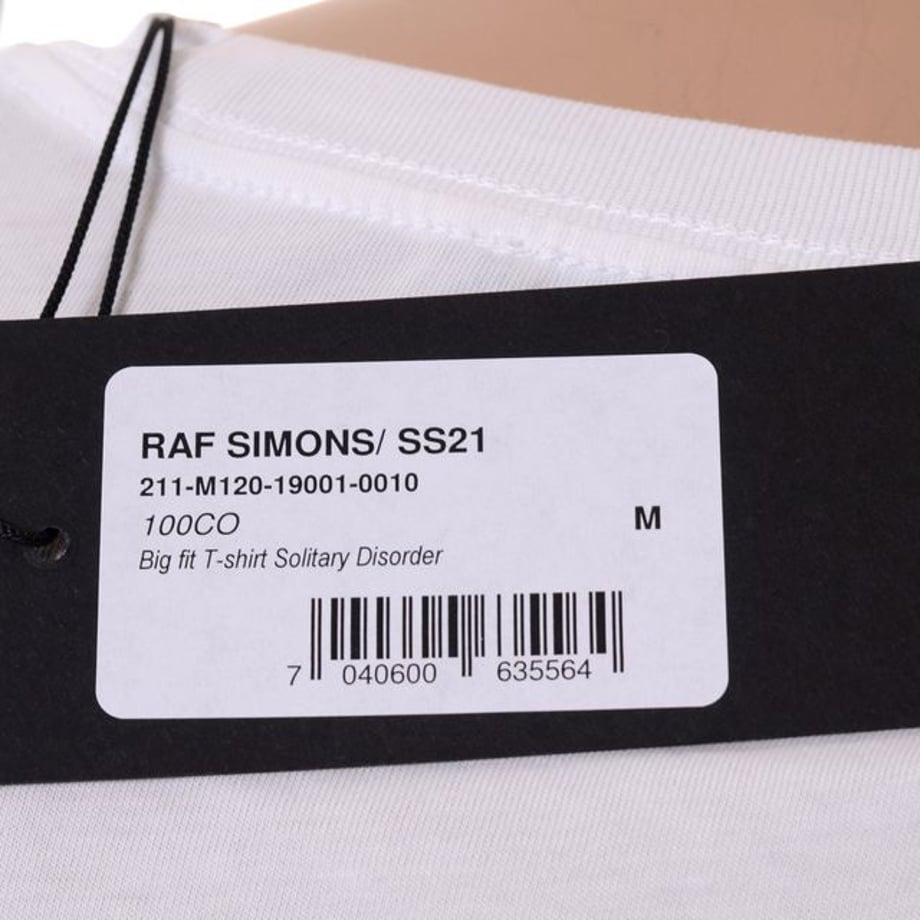 RAF SIMONS/ SS21
211-M120-19001-0010
100CO
M
Big fit T-shirt Solitary Disorder
7 040600 635564